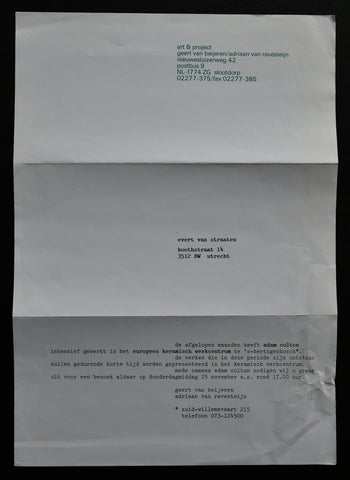 art & project
geert van beijeren/adriaan van ravesteijn
nieuwesluizerweg 42
postbus 9
NL-1774 ZG slootdorp
02277-375/fax 02277-385
evert van straaten
boothstraat 14
3512 BW utrecht
de afgelopen maanden heeft adam colton
intensief gewerkt in het europees keramisch werkcentrum te 's-hertogenbosch*.
de werken die in deze periode zijn ontstaan
zullen gedurende korte tijd worden gepresenteerd in het keramisch werkcentrum.
mede namens adam colton nodigen wij u graag
uit voor een bezoek aldaar op donderdagmiddag 25 november a.s. rond 17.00 uur.
geert van beijeren
adriaan van ravesteijn
* zuid-willemsvaart 215
telefoon 073-124500